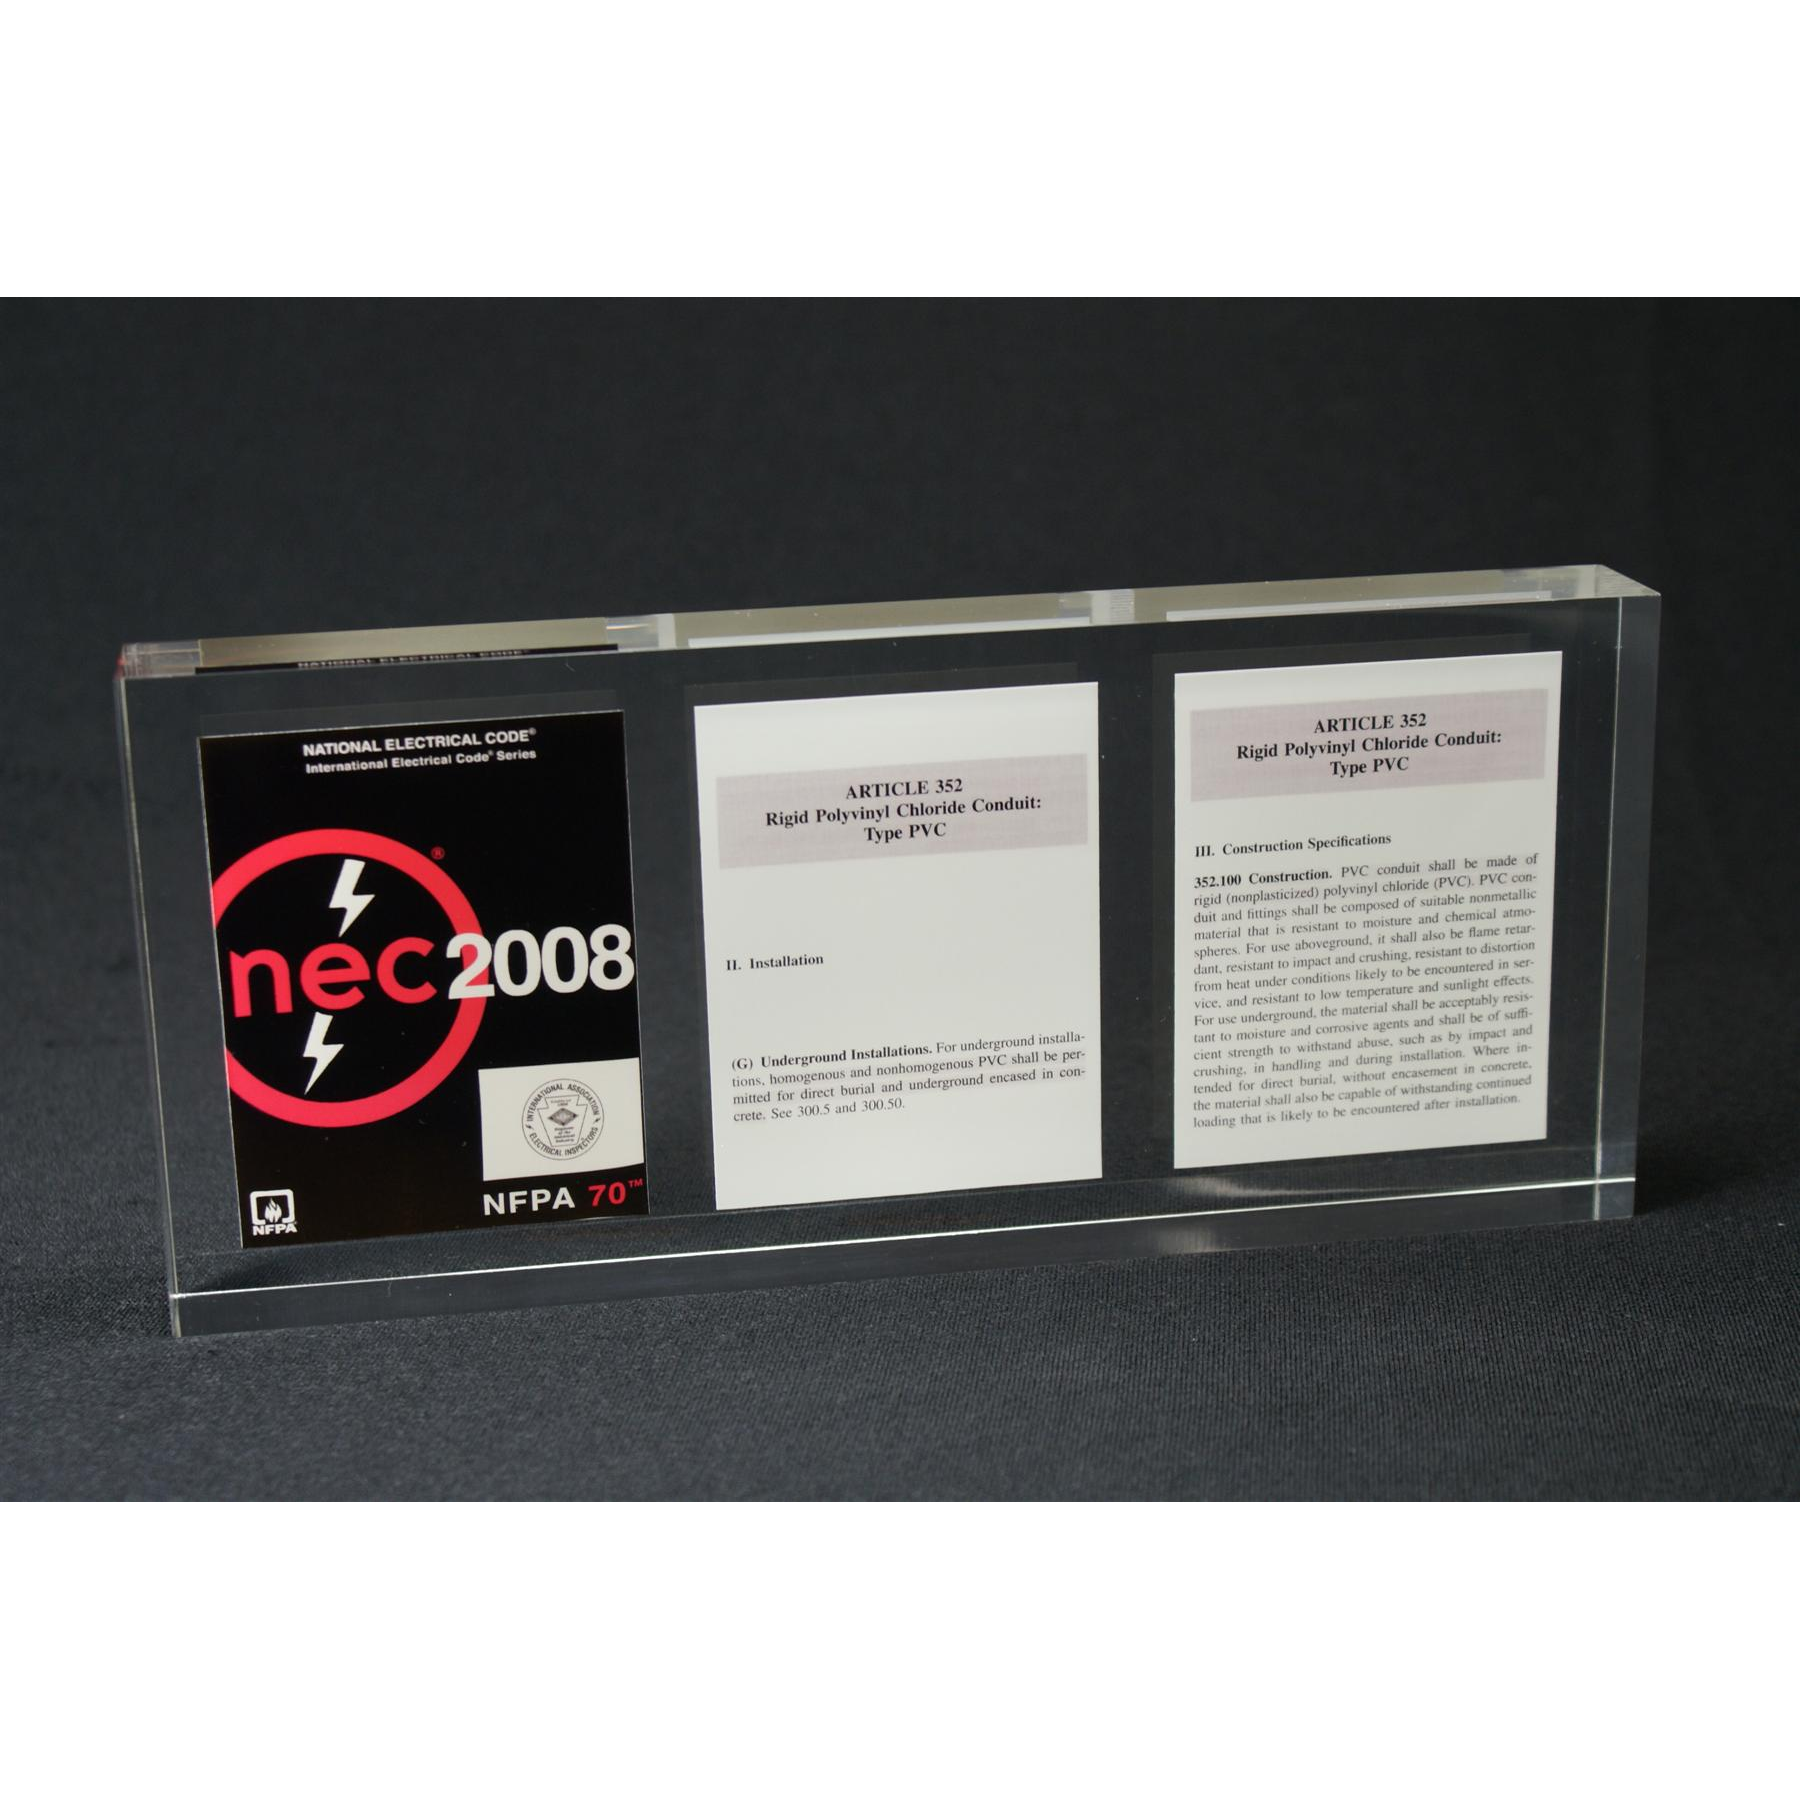 NATIONAL ELECTRICAL CODE®
NATIONAL ELECTRICAL CODE®
International Electrical Code® Series
®
nec2008
INTERNATIONAL ASSOCIATION
ELECTRICAL INSPECTORS
NFPA
NFPA 70™
ARTICLE 352
Rigid Polyvinyl Chloride Conduit:
Type PVC
II. Installation
(G) Underground Installations. For underground installa-
tions, homogenous and nonhomogenous PVC shall be per-
mitted for direct burial and underground encased in con-
crete. See 300.5 and 300.50.
ARTICLE 352
Rigid Polyvinyl Chloride Conduit:
Type PVC
III. Construction Specifications
352.100 Construction. PVC conduit shall be made of
rigid (nonplasticized) polyvinyl chloride (PVC). PVC con-
duit and fittings shall be composed of suitable nonmetallic
material that is resistant to moisture and chemical atmo-
spheres. For use aboveground, it shall also be flame retar-
dant, resistant to impact and crushing, resistant to distortion
from heat under conditions likely to be encountered in ser-
vice, and resistant to low temperature and sunlight effects.
For use underground, the material shall be acceptably resis-
tant to moisture and corrosive agents and shall be of suffi-
cient strength to withstand abuse, such as by impact and
crushing, in handling and during installation. Where in-
tended for direct burial, without encasement in concrete,
the material shall also be capable of withstanding continued
loading that is likely to be encountered after installation.